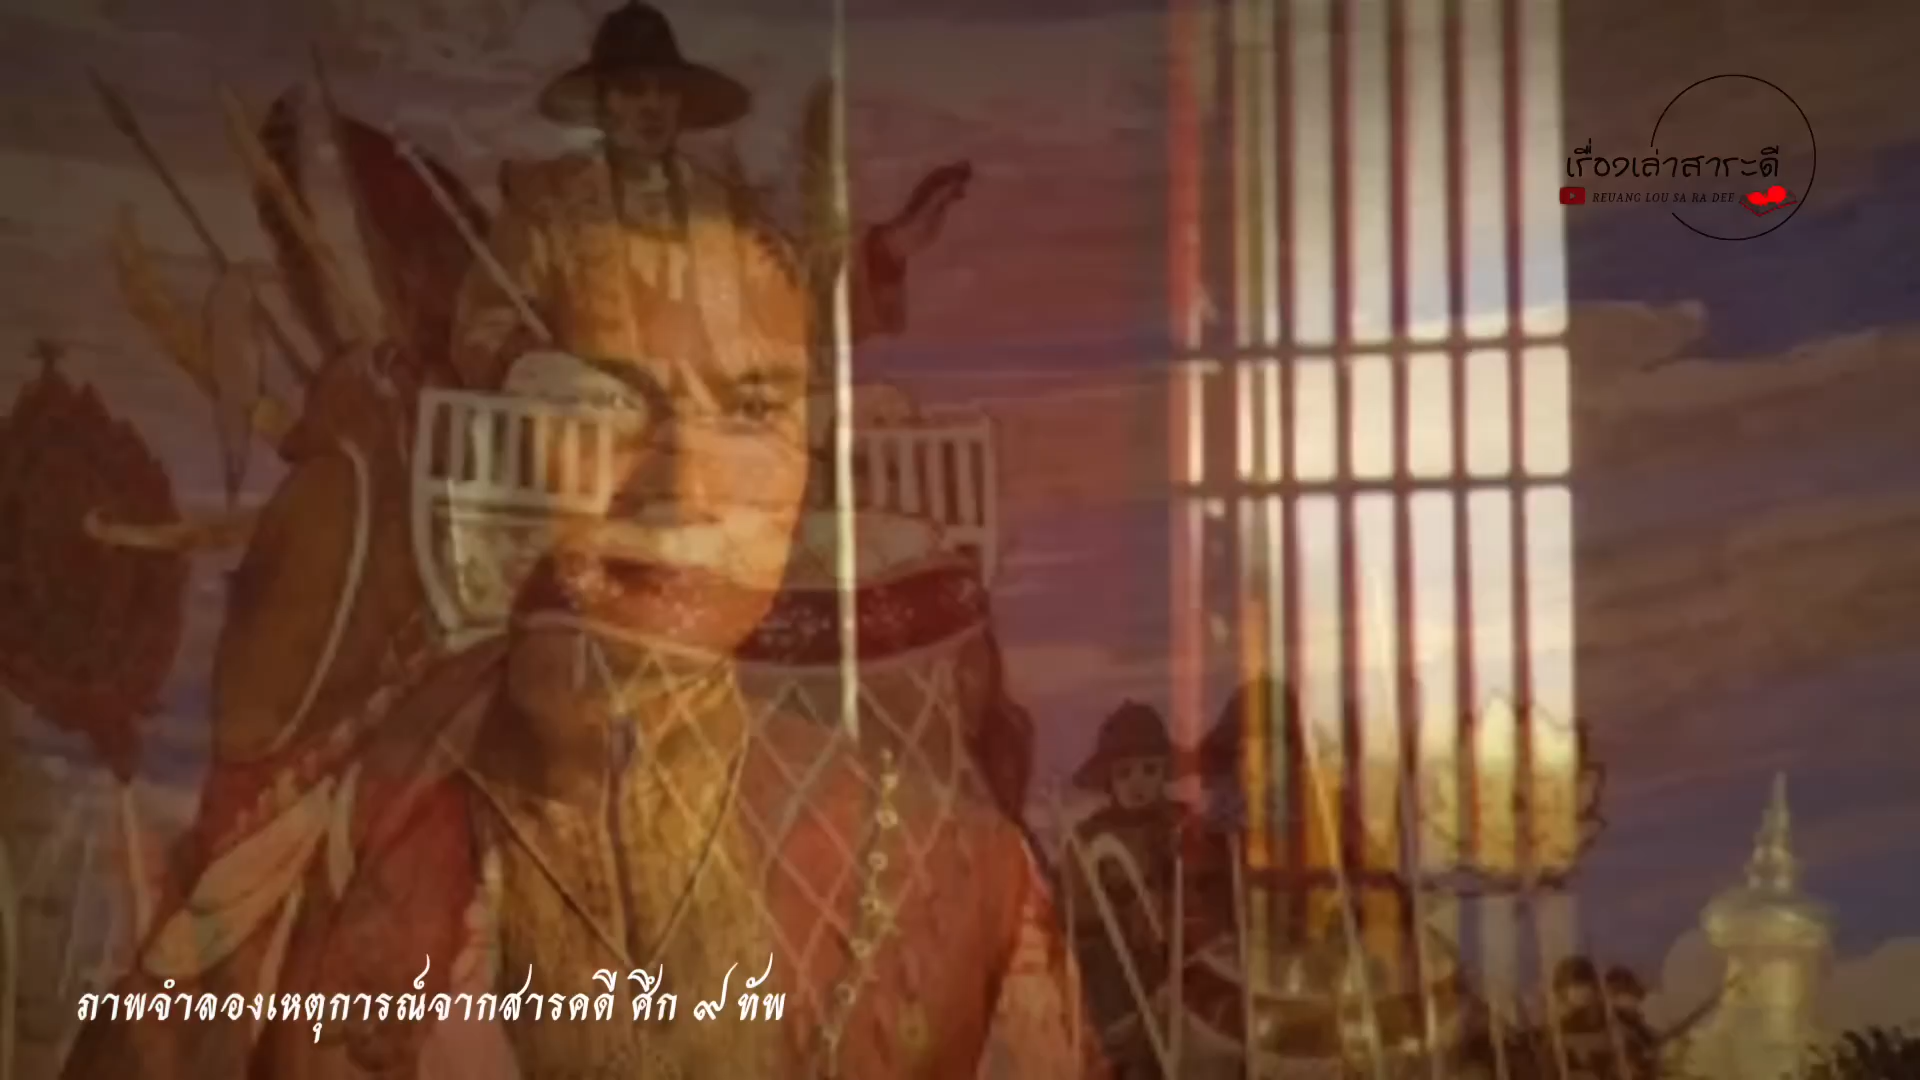 เรื่องเล่าสาระดี
REUANG LOU SA RA DEE
ภาพจำลองเหตุการณ์จากสารคดี ศึก ๙ ทัพ